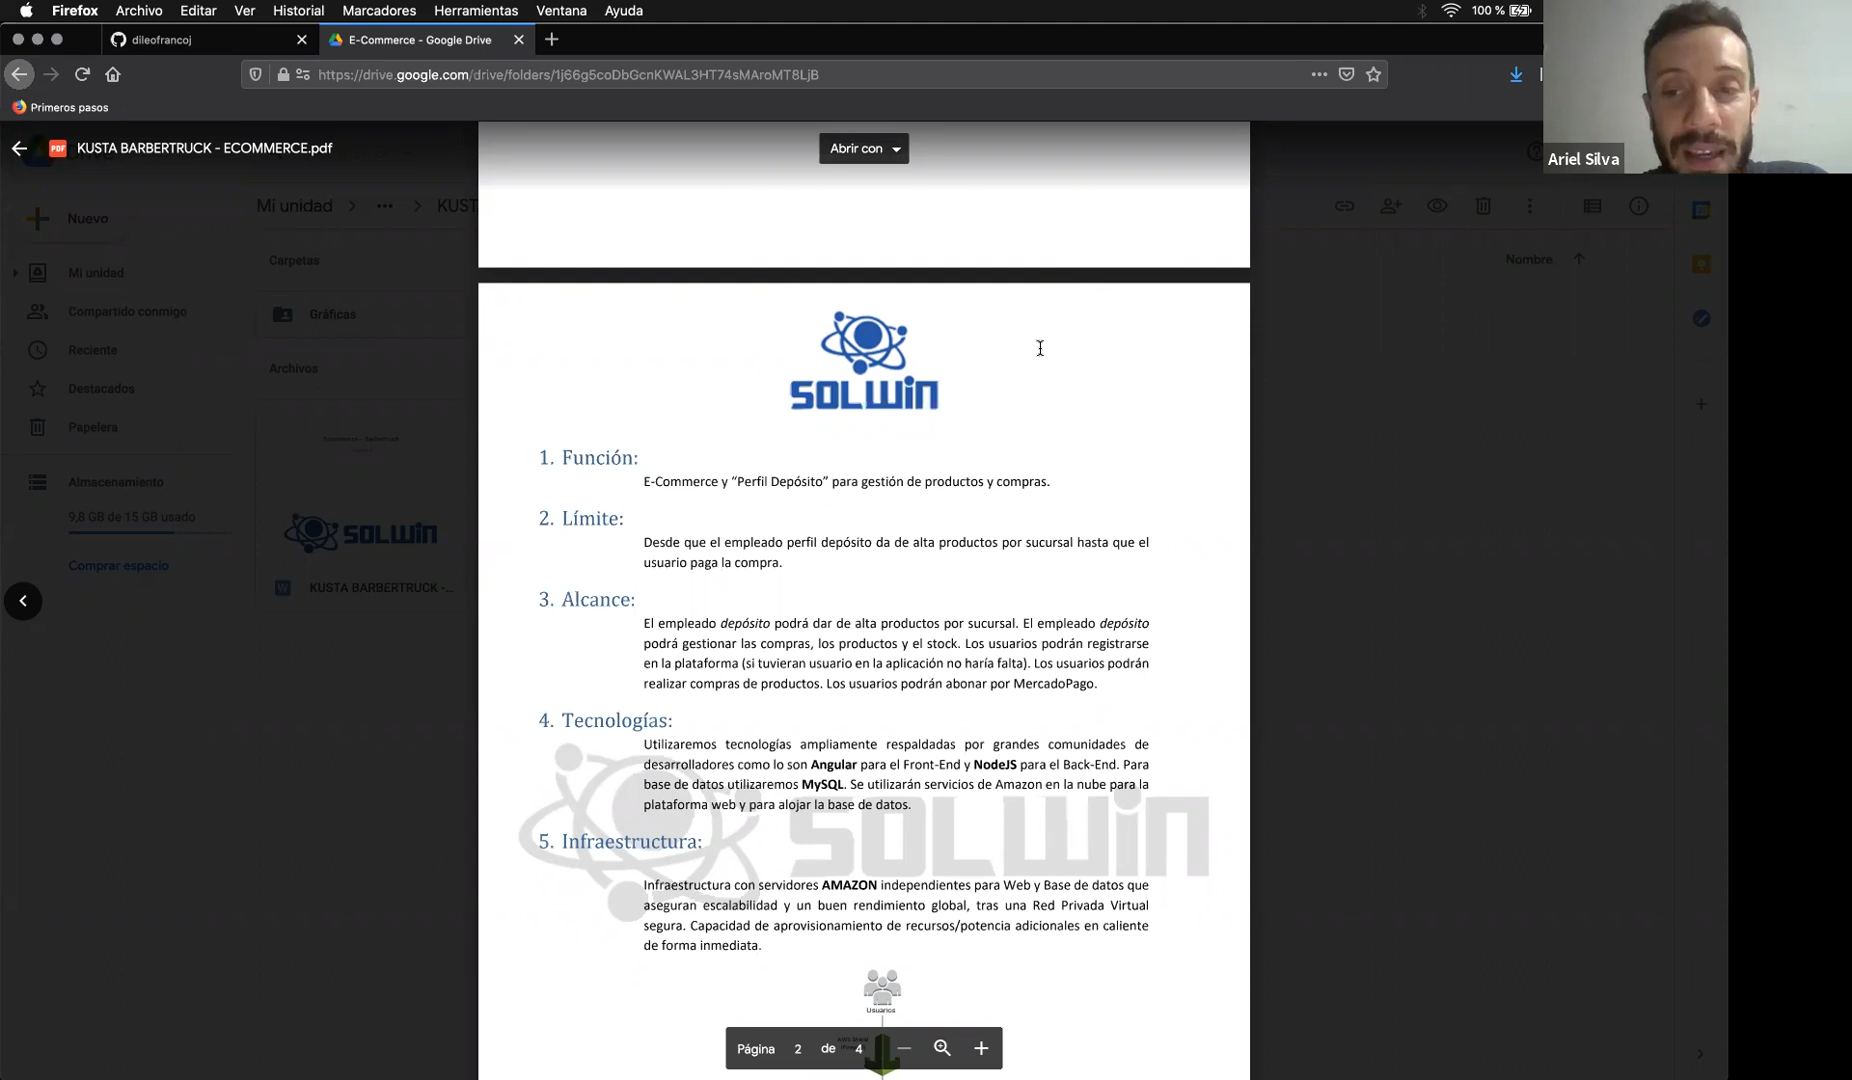 Firefox Archivo Editar Ver Historial Marcadores Herramientas Ventana Ayuda
100 %
dileofrancoj
E-Commerce - Google Drive
https://drive.google.com/drive/folders/1j66g5coDbGcnKWAL3HT74sMAroMT8LjB
Primeros pasos
PDF
KUSTA BARBERTRUCK - ECOMMERCE.pdf
Abrir con
Ariel Silva
Nuevo
Mi unidad
Compartido conmigo
Reciente
Destacados
Papelera
Almacenamiento
9,8 GB de 15 GB usado
Comprar espacio
Mi unidad > ... > KUST
Carpetas
Gráficas
Archivos
SOLWiN
W
KUSTA BARBERTRUCK -...
Nombre
SOLWiN
1. Función:
E-Commerce y “Perfil Depósito” para gestión de productos y compras.
2. Límite:
Desde que el empleado perfil depósito da de alta productos por sucursal hasta que el
usuario paga la compra.
3. Alcance:
El empleado depósito podrá dar de alta productos por sucursal. El empleado depósito
podrá gestionar las compras, los productos y el stock. Los usuarios podrán registrarse
en la plataforma (si tuvieran usuario en la aplicación no haría falta). Los usuarios podrán
realizar compras de productos. Los usuarios podrán abonar por MercadoPago.
4. Tecnologías:
Utilizaremos tecnologías ampliamente respaldadas por grandes comunidades de
desarrolladores como lo son Angular para el Front-End y NodeJS para el Back-End. Para
base de datos utilizaremos MySQL. Se utilizarán servicios de Amazon en la nube para la
plataforma web y para alojar la base de datos.
SOLWiN
5. Infraestructura:
Infraestructura con servidores AMAZON independientes para Web y Base de datos que
aseguran escalabilidad y un buen rendimiento global, tras una Red Privada Virtual
segura. Capacidad de aprovisionamiento de recursos/potencia adicionales en caliente
de forma inmediata.
Usuarios
Página 2 de 4